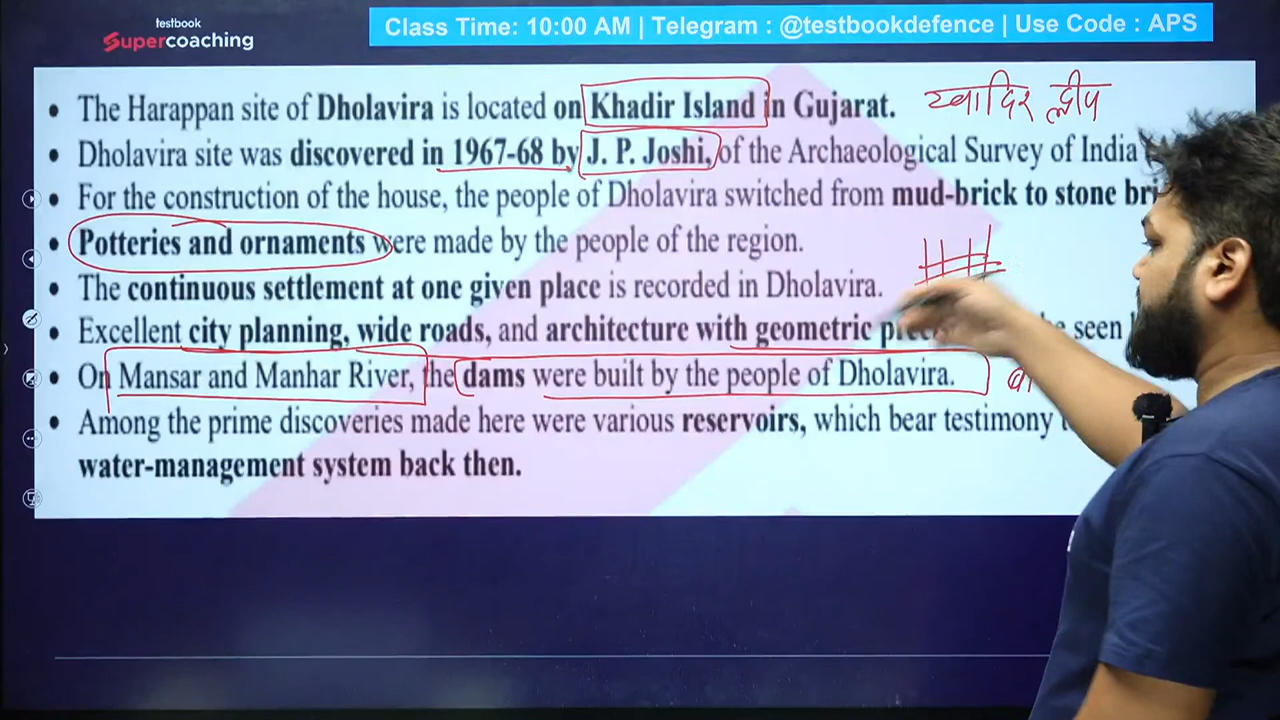 testbook
Supercoaching
Class Time: 10:00 AM | Telegram : @testbookdefence | Use Code : APS
• The Harappan site of Dholavira is located on Khadir Island in Gujarat.
खादिर द्वीप
• Dholavira site was discovered in 1967-68 by J. P. Joshi, of the Archaeological Survey of India
• For the construction of the house, the people of Dholavira switched from mud-brick to stone
• Potteries and ornaments were made by the people of the region.
• The continuous settlement at one given place is recorded in Dholavira.
• Excellent city planning, wide roads, and architecture with geometric seen
• On Mansar and Manhar River, the dams were built by the people of Dholavira.
• Among the prime discoveries made here were various reservoirs, which bear testimony
water-management system back then.